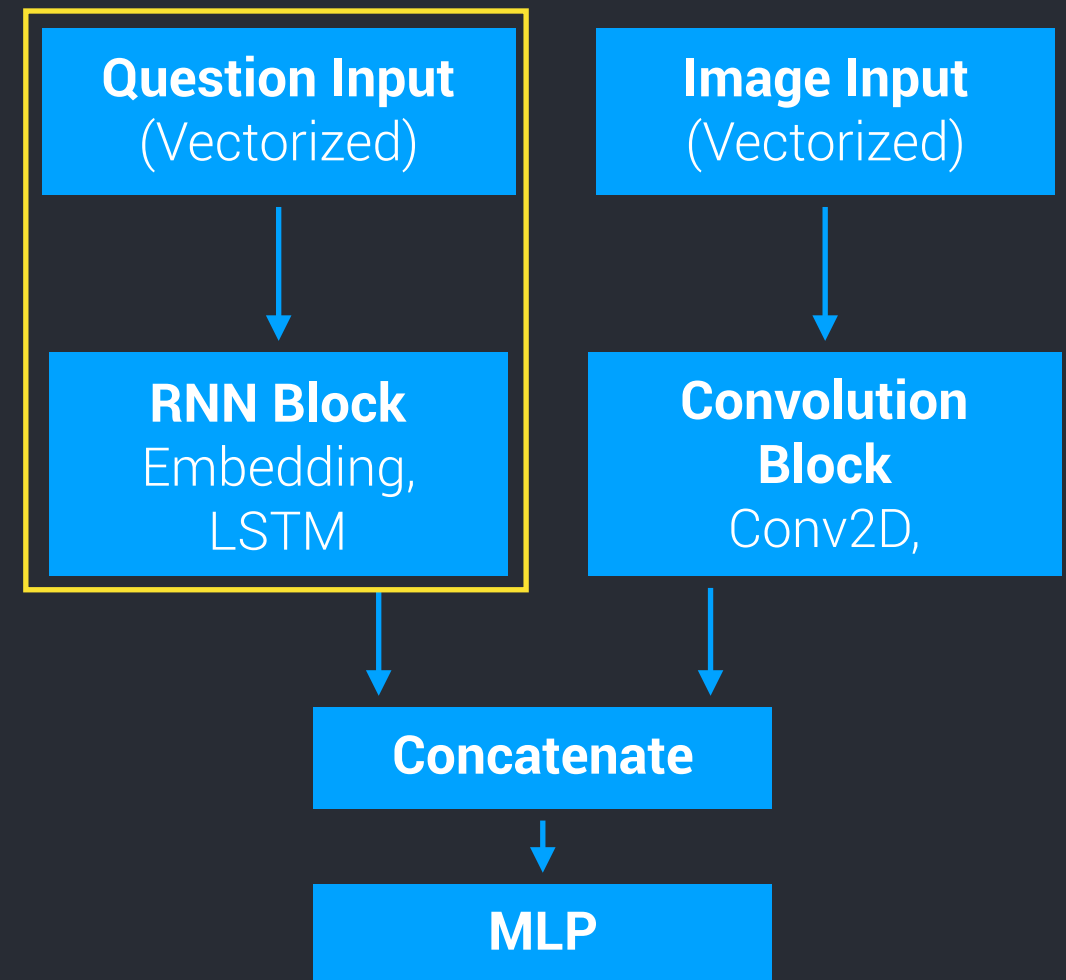 Question Input
(Vectorized)
Image Input
(Vectorized)
RNN Block
Embedding,
LSTM
Convolution
Block
Conv2D,
Concatenate
MLP